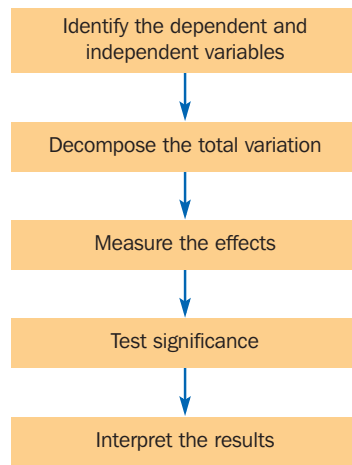 Identify the dependent and
independent variables
Decompose the total variation
Measure the effects
Test significance
Interpret the results